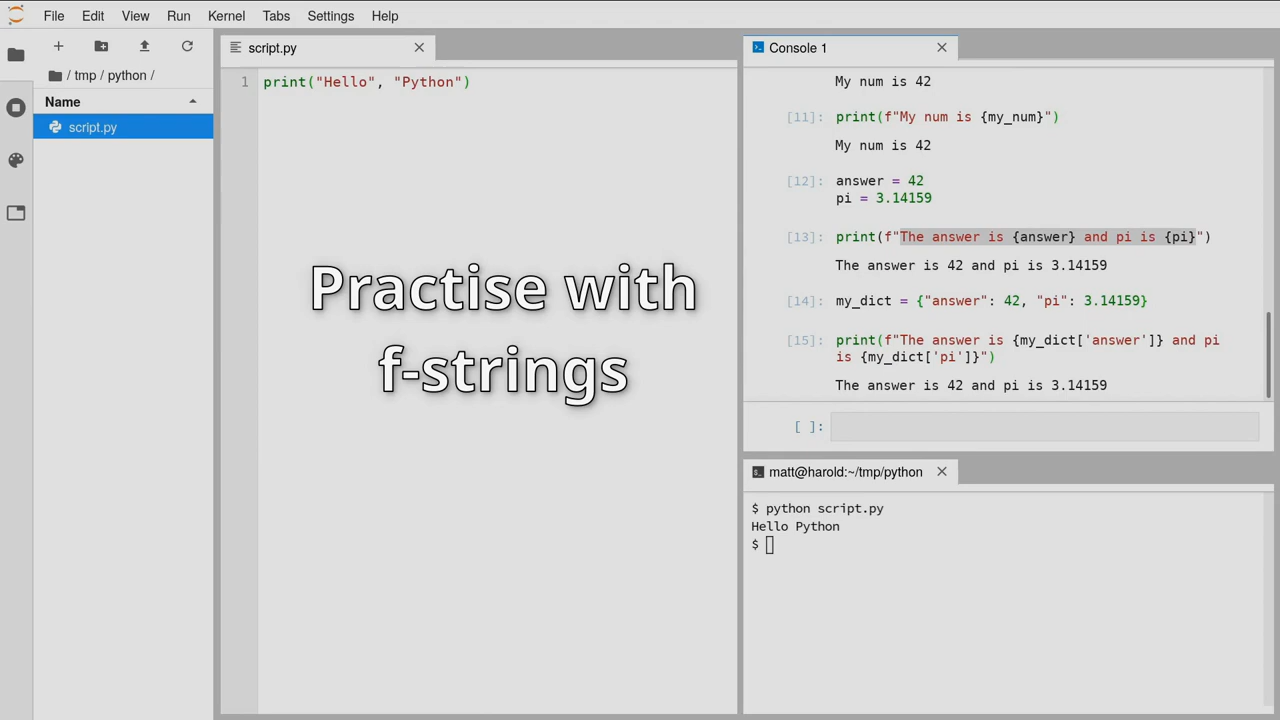 File Edit View Run Kernel Tabs Settings Help
/ tmp / python /
Name
script.py
script.py
1 print("Hello", "Python")
Practise with
f-strings
Console 1
My num is 42
[11]: print(f"My num is {my_num}")
My num is 42
[12]: answer = 42
pi = 3.14159
[13]: print(f"The answer is {answer} and pi is {pi}")
The answer is 42 and pi is 3.14159
[14]: my_dict = {"answer": 42, "pi": 3.14159}
[15]: print(f"The answer is {my_dict['answer']} and pi
is {my_dict['pi']}")
The answer is 42 and pi is 3.14159
[ ]:
matt@harold:~/tmp/python
$ python script.py
Hello Python
$